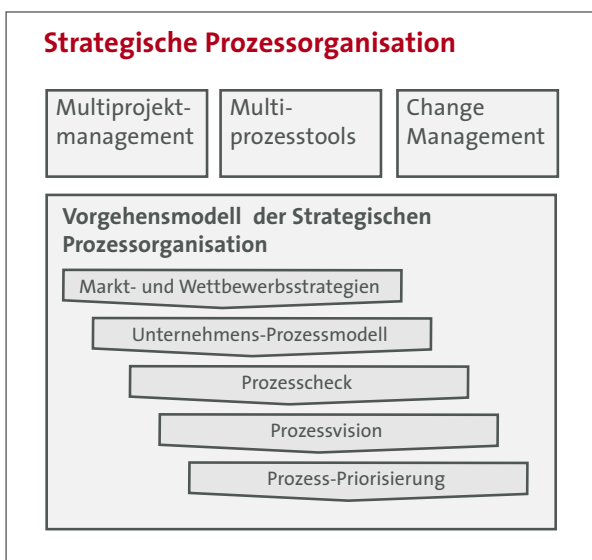 Strategische Prozessorganisation
Multiprojekt-
management
Multi-
prozesstools
Change
Management
Vorgehensmodell der Strategischen
Prozessorganisation
Markt- und Wettbewerbsstrategien
Unternehmens-Prozessmodell
Prozesscheck
Prozessvision
Prozess-Priorisierung